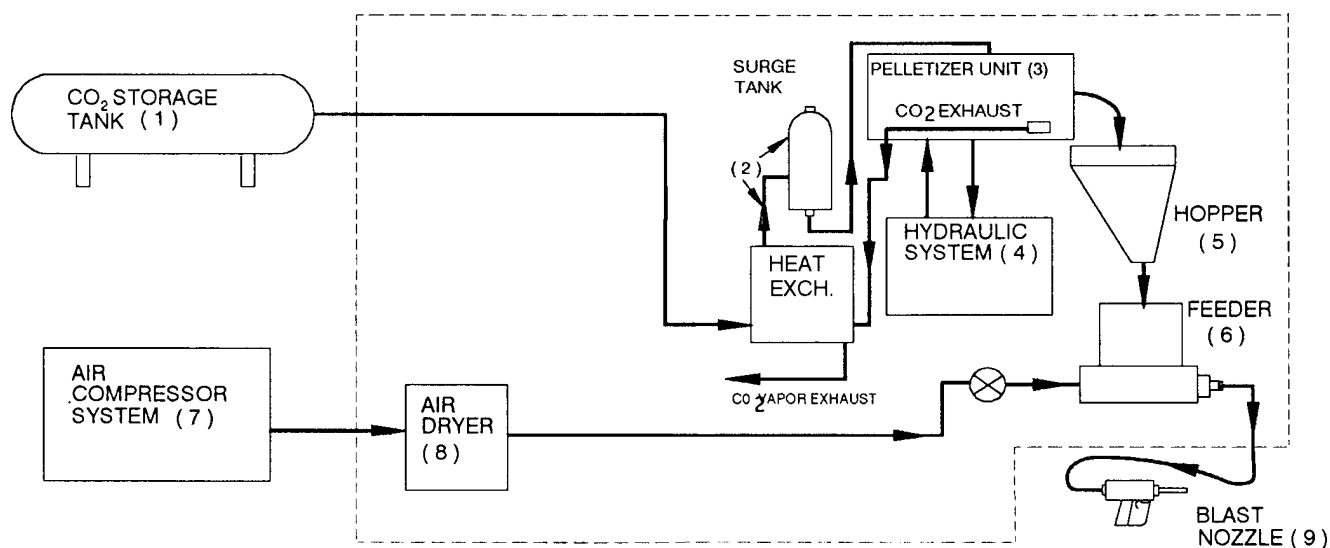 CO₂ STORAGE
TANK (1)
SURGE
TANK
(2)
PELLETIZER UNIT (3)
CO₂ EXHAUST
HYDRAULIC
SYSTEM (4)
HOPPER
(5)
HEAT
EXCH.
FEEDER
(6)
CO₂ VAPOR EXHAUST
AIR
COMPRESSOR
SYSTEM (7)
AIR
DRYER
(8)
BLAST
NOZZLE (9)